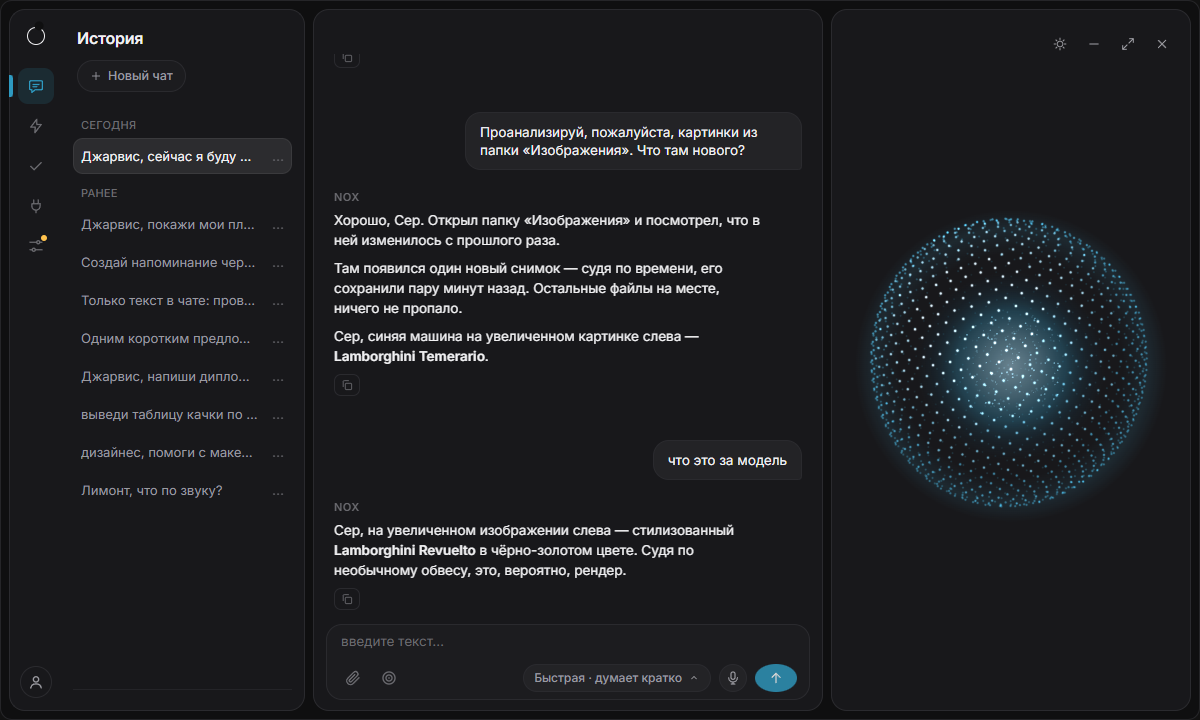 История
Новый чат
СЕГОДНЯ
Джарвис, сейчас я буду ...
...
РАНЕЕ
Джарвис, покажи мои пл...
...
Создай напоминание чер...
...
Только текст в чате: пров...
...
Одним коротким предло...
...
Джарвис, напиши дипло...
...
выведи таблицу качки по ...
...
дизайнес, помоги с маке...
...
Лимонт, что по звуку?
...
Проанализируй, пожалуйста, картинки из
папки «Изображения». Что там нового?
NOX
Хорошо, Сер. Открыл папку «Изображения» и посмотрел, что в
ней изменилось с прошлого раза.
Там появился один новый снимок — судя по времени, его
сохранили пару минут назад. Остальные файлы на месте,
ничего не пропало.
Сер, синяя машина на увеличенном картинке слева —
Lamborghini Temerario.
что это за модель
NOX
Сер, на увеличенном изображении слева — стилизованный
Lamborghini Revuelto в чёрно-золотом цвете. Судя по
необычному обвесу, это, вероятно, рендер.
введите текст...
Быстрая · думает кратко